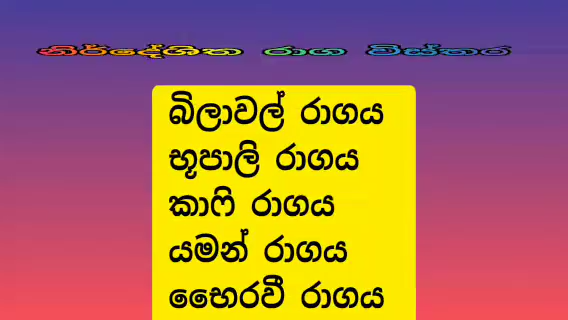 නිර්දේශිත රාග විස්තර
බිලාවල් රාගය
භූපාලි රාගය
කාෆි රාගය
යමන් රාගය
භෛරවී රාගය